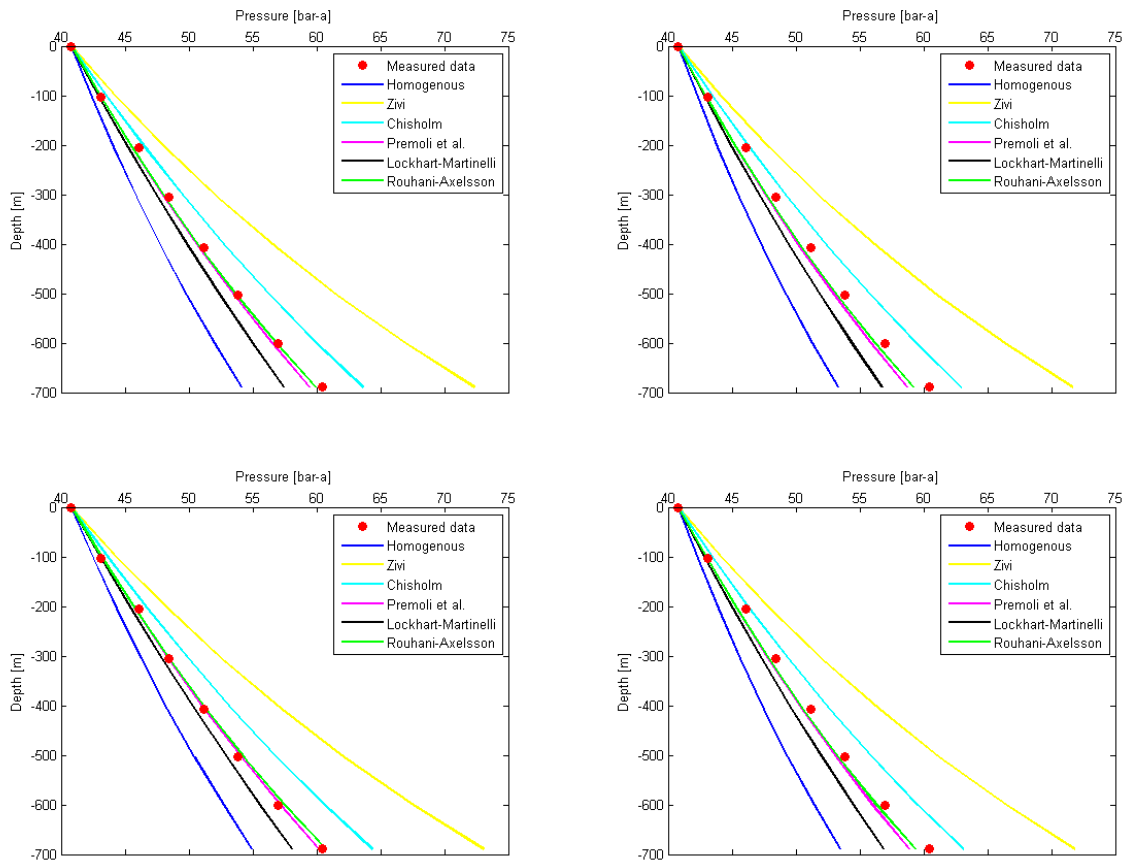 Pressure [bar-a]
40 45 50 55 60 65 70 75
0
-100
-200
-300
-400
-500
-600
-700
Depth [m]
Measured data
Homogenous
Zivi
Chisholm
Premoli et al.
Lockhart-Martinelli
Rouhani-Axelsson
Pressure [bar-a]
40 45 50 55 60 65 70 75
0
-100
-200
-300
-400
-500
-600
-700
Depth [m]
Measured data
Homogenous
Zivi
Chisholm
Premoli et al.
Lockhart-Martinelli
Rouhani-Axelsson
Pressure [bar-a]
40 45 50 55 60 65 70 75
0
-100
-200
-300
-400
-500
-600
-700
Depth [m]
Measured data
Homogenous
Zivi
Chisholm
Premoli et al.
Lockhart-Martinelli
Rouhani-Axelsson
Pressure [bar-a]
40 45 50 55 60 65 70 75
0
-100
-200
-300
-400
-500
-600
-700
Depth [m]
Measured data
Homogenous
Zivi
Chisholm
Premoli et al.
Lockhart-Martinelli
Rouhani-Axelsson